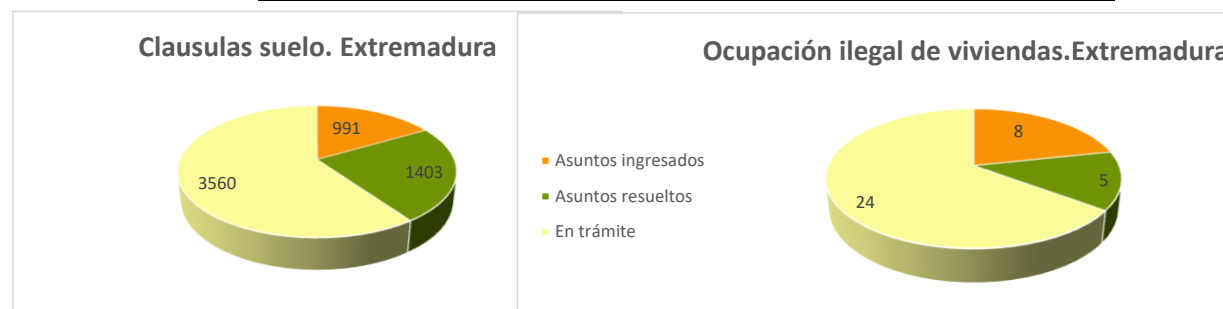 Clausulas suelo. Extremadura
991
1403
3560
Asuntos ingresados
Asuntos resueltos
En trámite
Ocupación ilegal de viviendas.Extremadura
8
5
24